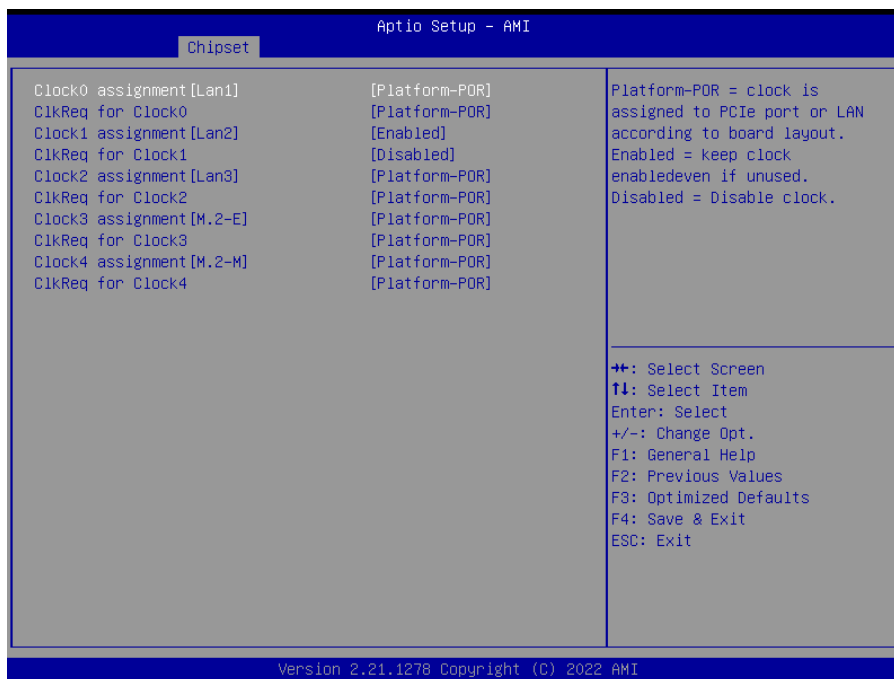 Aptio Setup - AMI
Chipset
Clock0 assignment[Lan1] [Platform-POR]
ClkReq for Clock0 [Platform-POR]
Clock1 assignment[Lan2] [Enabled]
ClkReq for Clock1 [Disabled]
Clock2 assignment[Lan3] [Platform-POR]
ClkReq for Clock2 [Platform-POR]
Clock3 assignment[M.2-E] [Platform-POR]
ClkReq for Clock3 [Platform-POR]
Clock4 assignment[M.2-M] [Platform-POR]
ClkReq for Clock4 [Platform-POR]
Platform-POR = clock is
assigned to PCIe port or LAN
according to board layout.
Enabled = keep clock
enabledeven if unused.
Disabled = Disable clock.
→←: Select Screen
↑↓: Select Item
Enter: Select
+/-: Change Opt.
F1: General Help
F2: Previous Values
F3: Optimized Defaults
F4: Save & Exit
ESC: Exit
Version 2.21.1278 Copyright (C) 2022 AMI